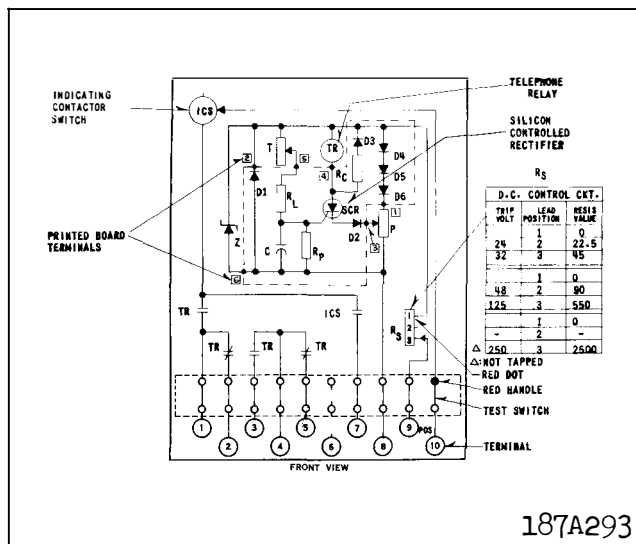 INDICATING
CONTACTOR
SWITCH
ICS
TELEPHONE
RELAY
SILICON
CONTROLLED
RECTIFIER
TR
D3
T
5
2
4
D1
RC
D4
D5
D6
RL
SCR
1
P
Z
C
RP
D2
3
PRINTED BOARD
TERMINALS
RS
D.C. CONTROL CKT.
TRIP VOLT LEAD POSITION RESIS VALUE
1 0
24 2 22.5
32 3 45
1 0
48 2 90
125 3 550
1 0
- 2 -
Δ 250 3 2500
Δ: NOT TAPPED
TR
ICS
RS
1
2
3
TR
TR
TR
RED DOT
RED HANDLE
TEST SWITCH
1 3 5 7 9 POS
2 4 6 8 10
TERMINAL
FRONT VIEW
187A293